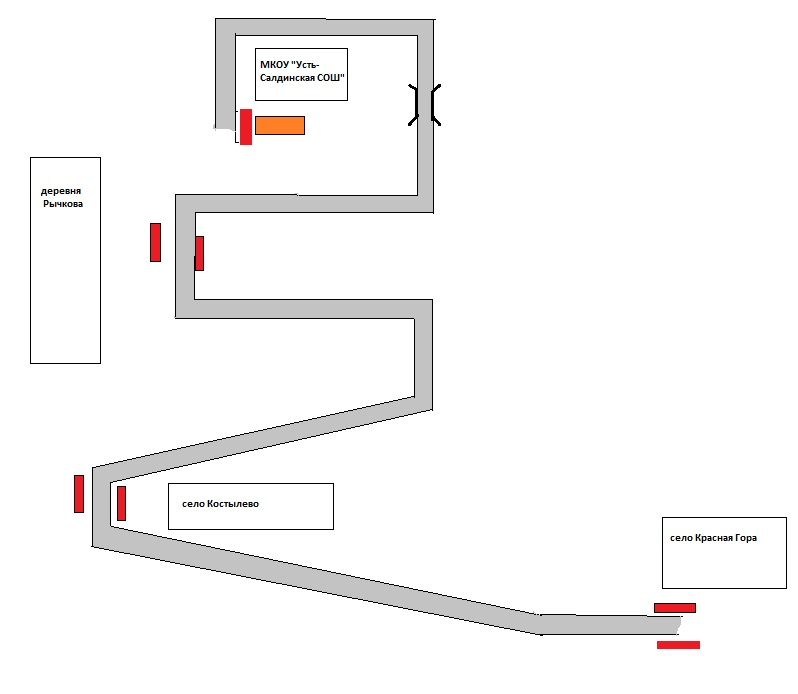 МКОУ "Усть-
Салдинская СОШ"
деревня
Рычкова
село Костылево
село Красная Гора